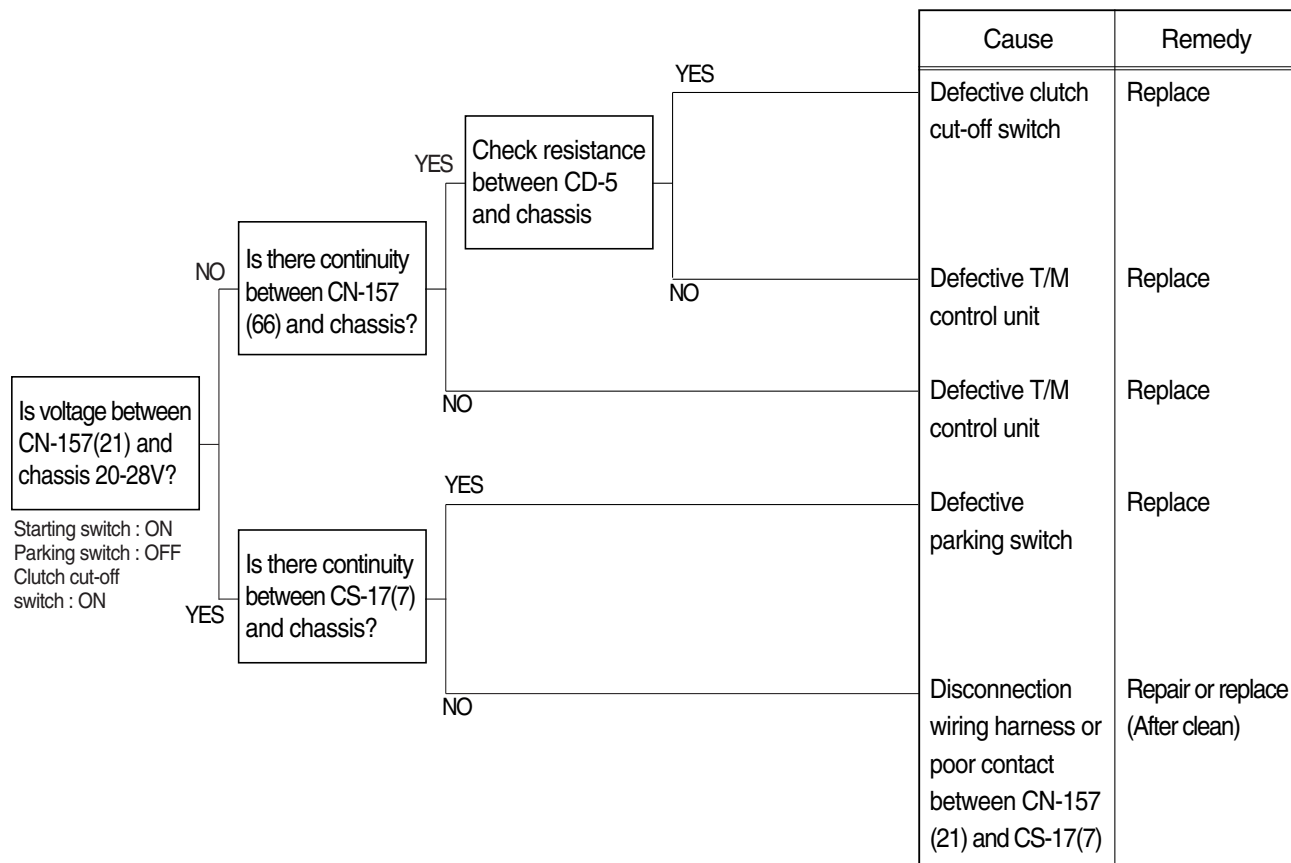 Is voltage between
CN-157(21) and
chassis 20-28V?
Starting switch : ON
Parking switch : OFF
Clutch cut-off
switch : ON
NO
YES
Is there continuity
between CN-157
(66) and chassis?
YES
NO
Check resistance
between CD-5
and chassis
YES
NO
Is there continuity
between CS-17(7)
and chassis?
YES
NO
Cause Remedy
Defective clutch Replace
cut-off switch
Defective T/M Replace
control unit
Defective T/M Replace
control unit
Defective Replace
parking switch
Disconnection Repair or replace
wiring harness or (After clean)
poor contact
between CN-157
(21) and CS-17(7)